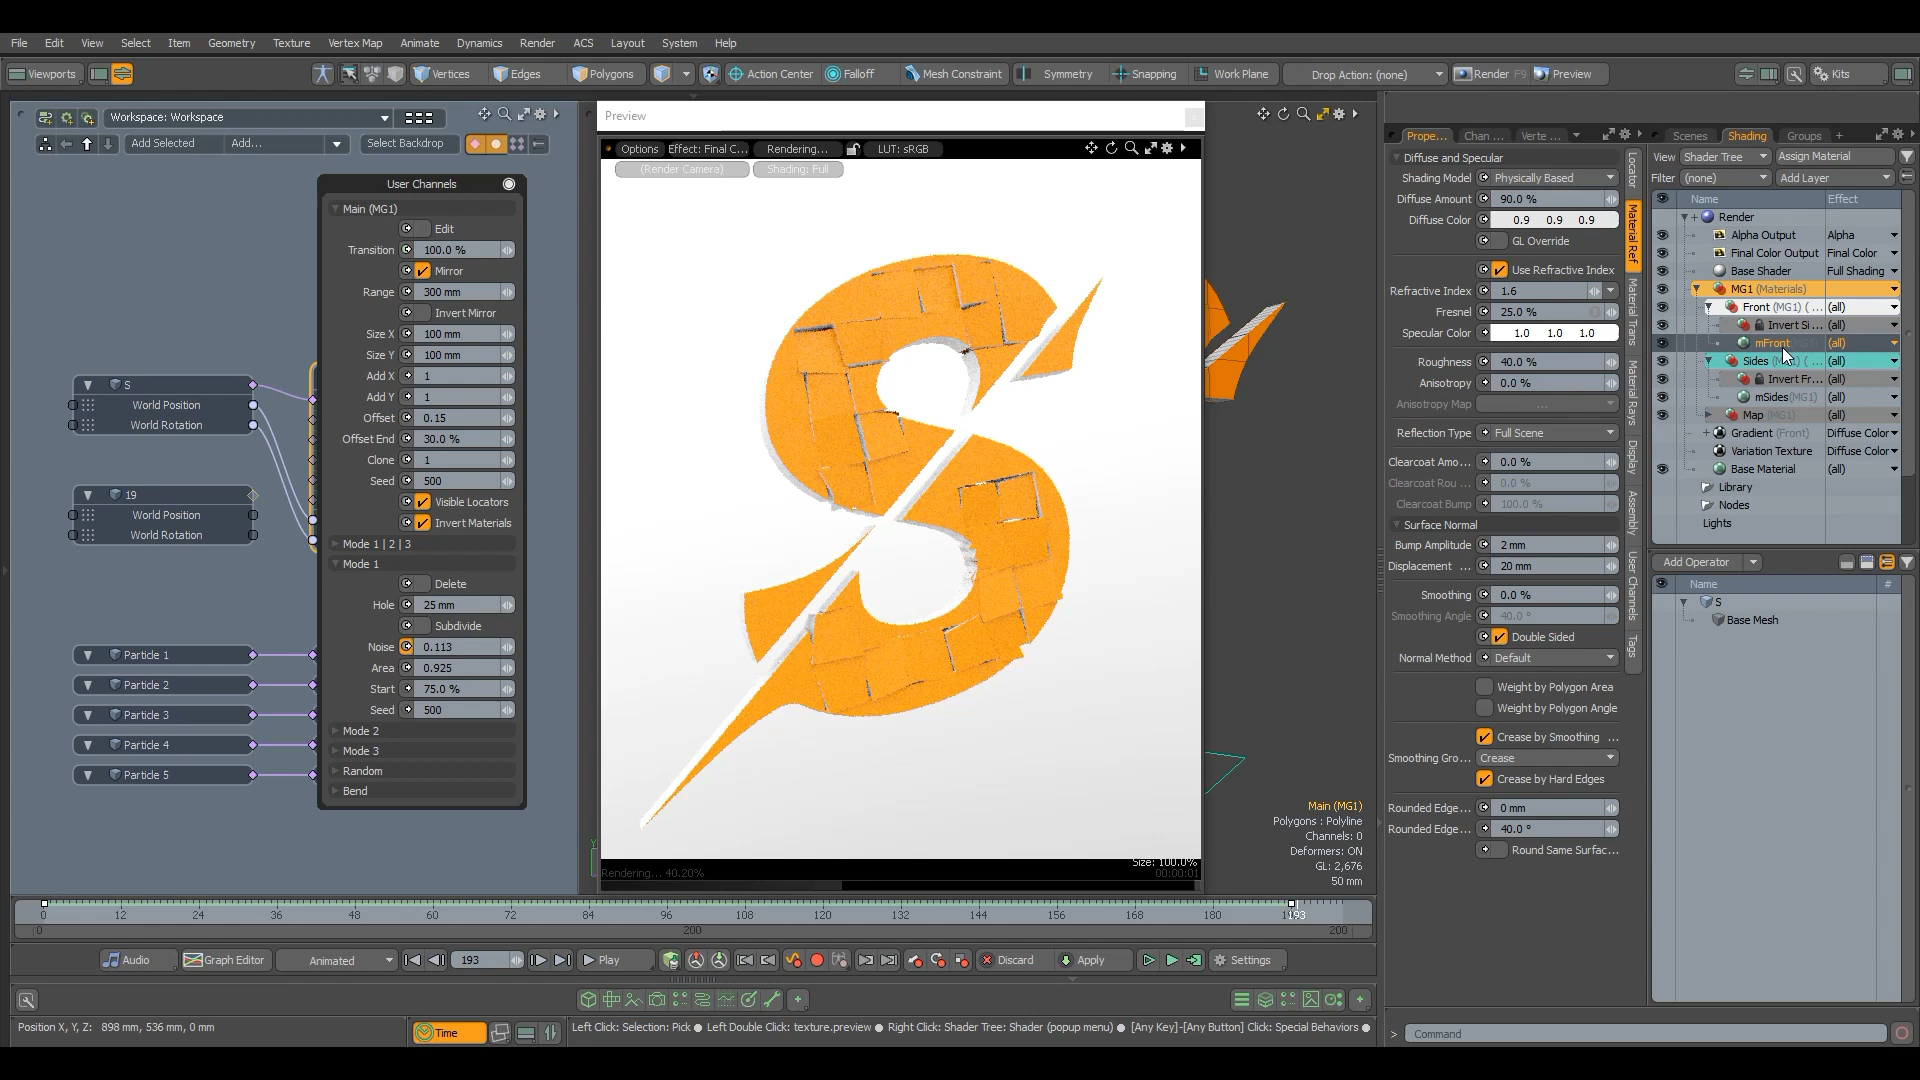 File Edit View Select Item Geometry Texture Vertex Map Animate Dynamics Render ACS Layout System Help
Viewports Vertices Edges Polygons Action Center Falloff Mesh Constraint Symmetry Snapping Work Plane Drop Action: (none) Render F9 Preview Kits
Workspace: Workspace
Add Selected Add... Select Backdrop
User Channels
Main (MG1)
Edit
Transition 100.0 %
Mirror
Range 300 mm
Invert Mirror
Size X 100 mm
Size Y 100 mm
Add X 1
Add Y 1
Offset 0.15
Offset End 30.0 %
Clone 1
Seed 500
Visible Locators
Invert Materials
Mode 1 | 2 | 3
Mode 1
Delete
Hole 25 mm
Subdivide
Noise 0.113
Area 0.925
Start 75.0 %
Seed 500
Mode 2
Mode 3
Random
Bend
S
World Position
World Rotation
19
World Position
World Rotation
Particle 1
Particle 2
Particle 3
Particle 4
Particle 5
Preview
Options Effect: Final C... Rendering... LUT: sRGB
(Render Camera) Shading: Full
Size: 100.0%
Rendering... 40.20% 00:00:01
Main (MG1)
Polygons : Polyline
Channels: 0
Deformers: ON
GL: 2,676
50 mm
Prope... Chan ... Verte ...
Diffuse and Specular
Shading Model Physically Based
Diffuse Amount 90.0 %
Diffuse Color 0.9 0.9 0.9
GL Override
Use Refractive Index
Refractive Index 1.6
Fresnel 25.0 %
Specular Color 1.0 1.0 1.0
Roughness 40.0 %
Anisotropy 0.0 %
Anisotropy Map ...
Reflection Type Full Scene
Clearcoat Amo... 0.0 %
Clearcoat Rou ... 0.0 %
Clearcoat Bump 100.0 %
Surface Normal
Bump Amplitude 2 mm
Displacement ... 20 mm
Smoothing 0.0 %
Smoothing Angle 40.0 °
Double Sided
Normal Method Default
Weight by Polygon Area
Weight by Polygon Angle
Crease by Smoothing ...
Smoothing Gro... Crease
Crease by Hard Edges
Rounded Edge... 0 mm
Rounded Edge... 40.0 °
Round Same Surfac...
Locator
Material Ref
Material Trans
Material Rays
Display
Assembly
User Channels
Tags
Scenes Shading Groups +
View Shader Tree Assign Material
Filter (none) Add Layer
Name Effect
Render
Alpha Output Alpha
Final Color Output Final Color
Base Shader Full Shading
MG1 (Materials)
Front (MG1) ( ... (all)
Invert Si ... (all)
mFront (all)
Sides ( ... (all)
Invert Fr... (all)
mSides(MG1) (all)
Map (MG1) (all)
Gradient (Front) Diffuse Color
Variation Texture Diffuse Color
Base Material (all)
Library
Nodes
Lights
Add Operator
Name #
S
Base Mesh
0 12 24 36 42 48 60 72 84 96 108 120 132 144 156 168 180 193
0 200 200
Audio Graph Editor Animated 193 Play Discard Apply Settings
Position X, Y, Z: 898 mm, 536 mm, 0 mm
Time
Left Click: Selection: Pick ● Left Double Click: texture.preview ● Right Click: Shader Tree: Shader (popup menu) ● [Any Key]-[Any Button] Click: Special Behaviors ●
> Command